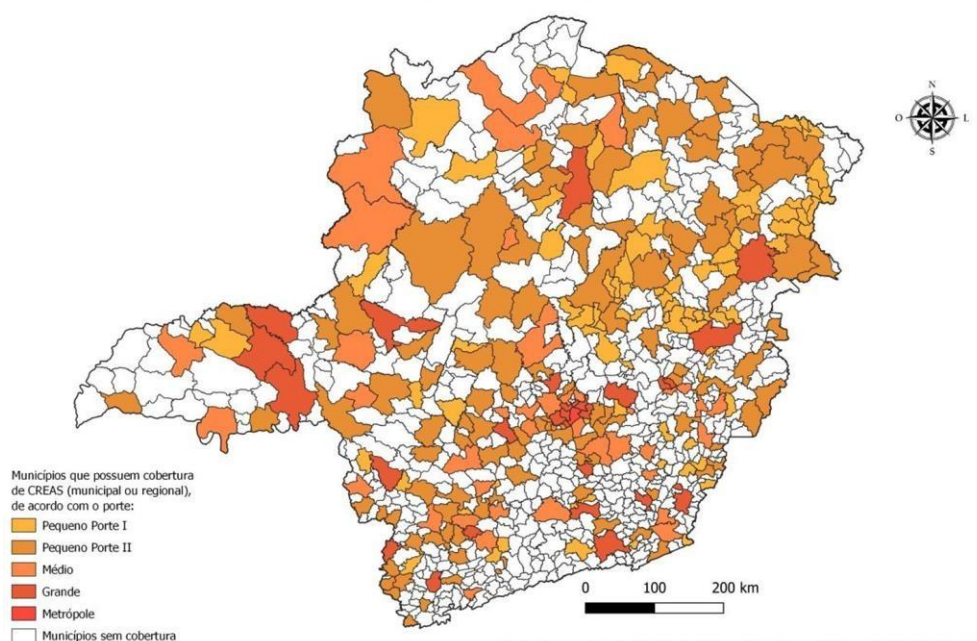 N
O
L
S
Municípios que possuem cobertura
de CREAS (municipal ou regional),
de acordo com o porte:
Pequeno Porte I
Pequeno Porte II
Médio
Grande
Metrópole
Municípios sem cobertura
0 100 200 km